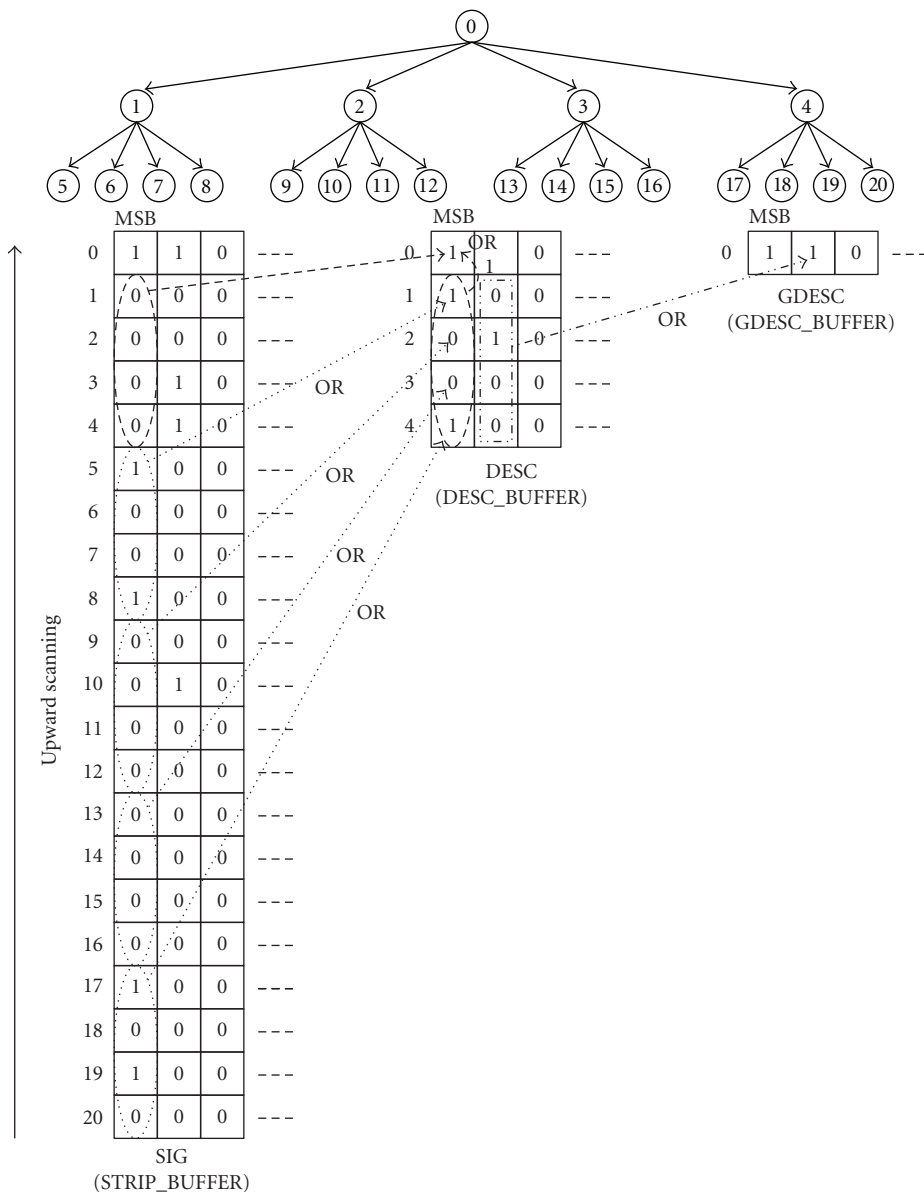 0
1 2 3 4
5 6 7 8 9 10 11 12 13 14 15 16 17 18 19 20
MSB MSB MSB
0 1 1 0 --- 0 1 OR 1 0 --- 0 1 1 0 ---
1 0 0 0 --- 1 1 0 0 --- GDESC
2 0 0 0 --- 2 0 1 0 --- OR (GDESC_BUFFER)
3 0 1 0 --- OR 3 0 0 0 ---
4 0 1 0 --- 4 1 0 0 ---
5 1 0 0 --- OR DESC
6 0 0 0 --- (DESC_BUFFER)
7 0 0 0 --- OR
8 1 0 0 --- OR
9 0 0 0 ---
10 0 1 0 ---
11 0 0 0 ---
12 0 0 0 ---
13 0 0 0 ---
14 0 0 0 ---
15 0 0 0 ---
16 0 0 0 ---
17 1 0 0 ---
18 0 0 0 ---
19 1 0 0 ---
20 0 0 0 ---
Upward scanning
SIG
(STRIP_BUFFER)